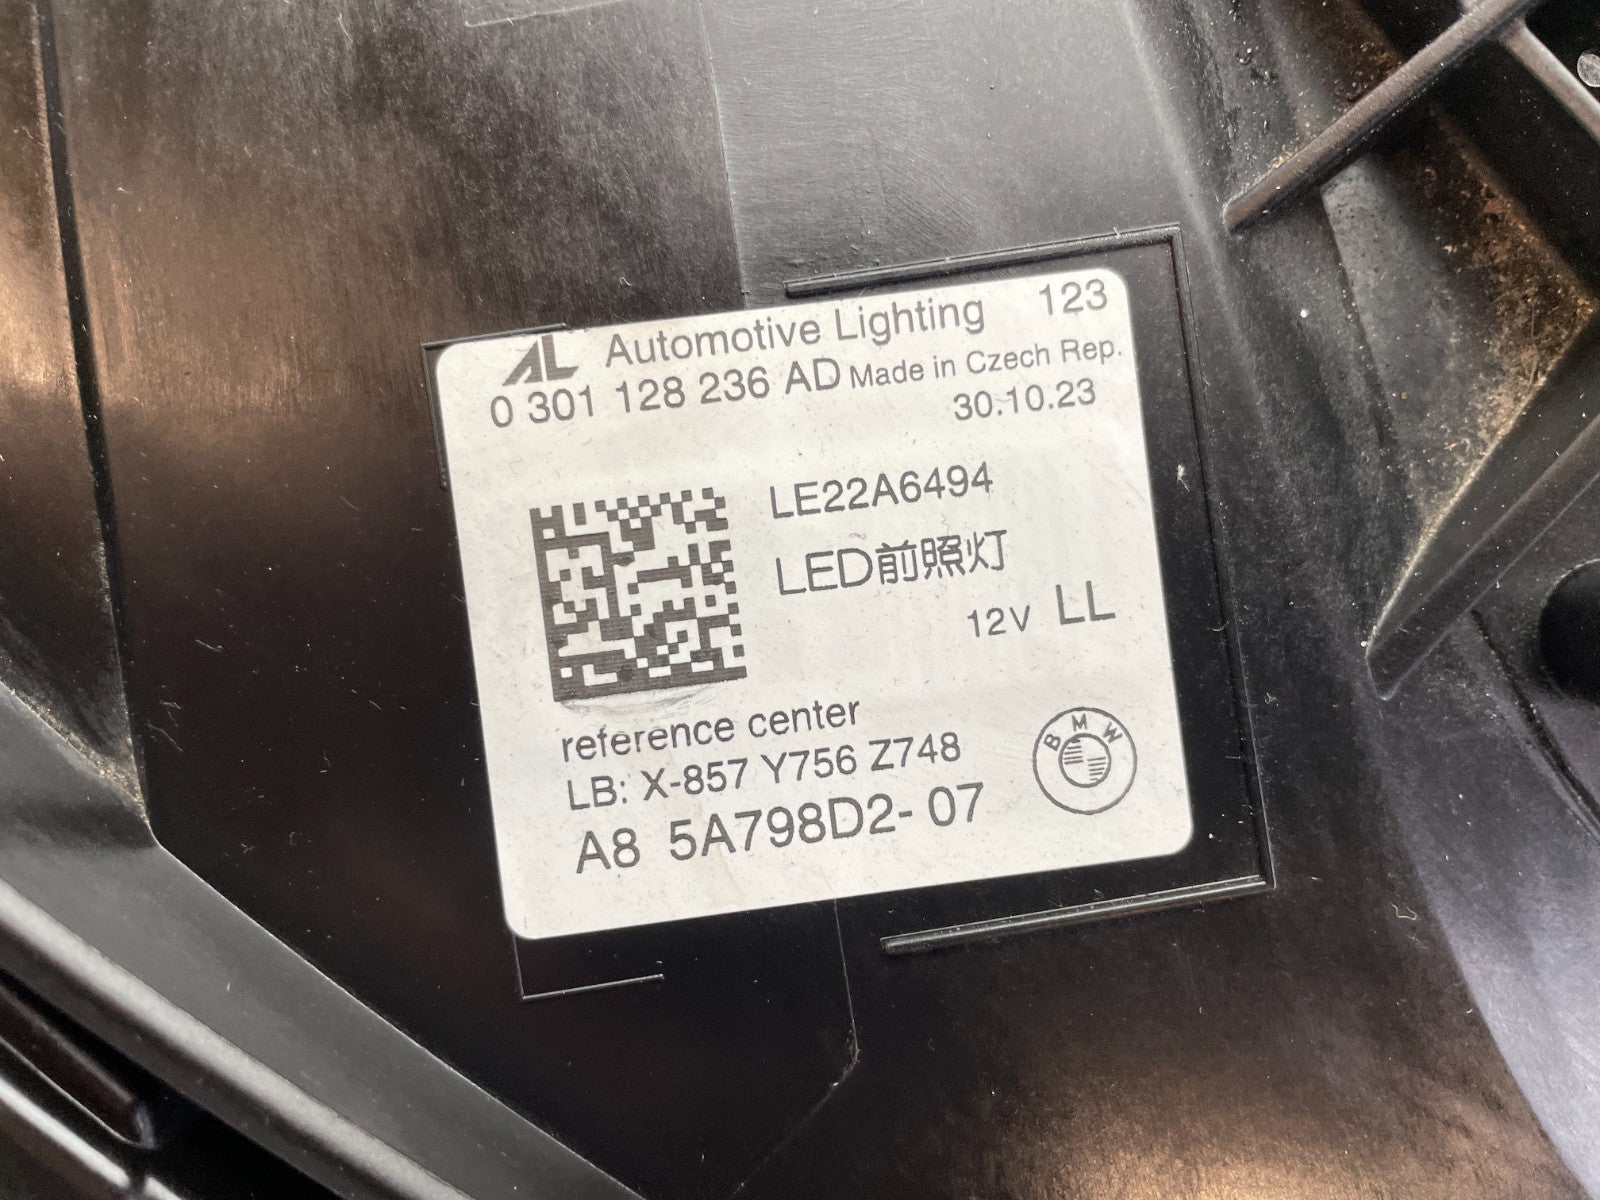 AL Automotive Lighting 123
0 301 128 236 AD Made in Czech Rep.
30.10.23
LE22A6494
LED前照灯
12V LL
reference center
LB: X-857 Y756 Z748
A8 5A798D2-07
BMW